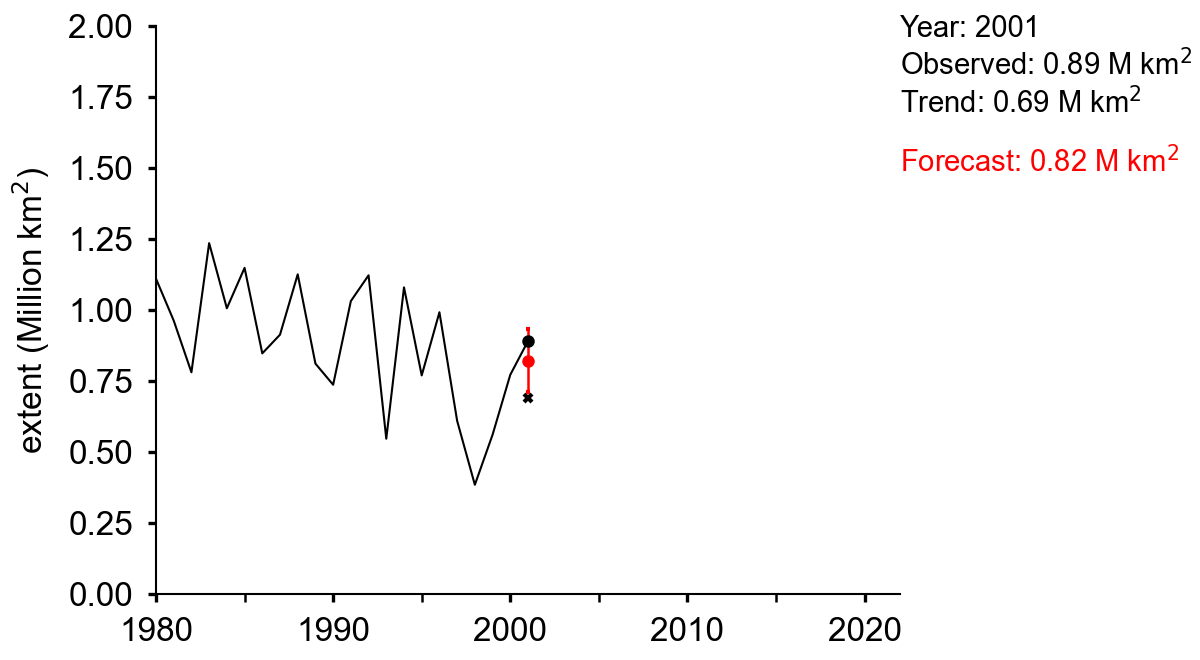 2.00
1.75
1.50
1.25
1.00
0.75
0.50
0.25
0.00
extent (Million km²)
1980
1990
2000
2010
2020
Year: 2001
Observed: 0.89 M km²
Trend: 0.69 M km²
Forecast: 0.82 M km²